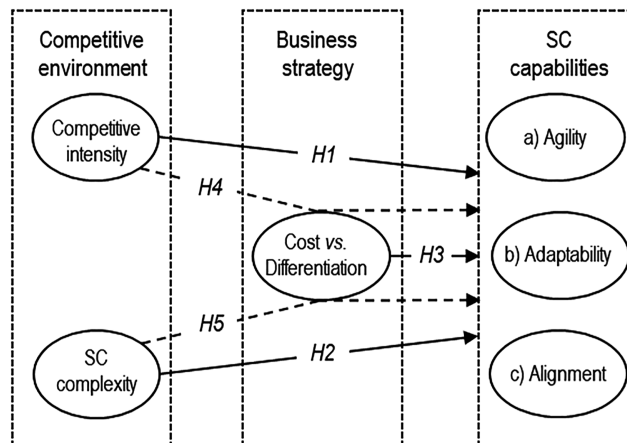 Competitive
environment
Business
strategy
SC
capabilities
Competitive
intensity
H1
a) Agility
H4
Cost vs.
Differentiation
H3
b) Adaptability
H5
SC
complexity
H2
c) Alignment